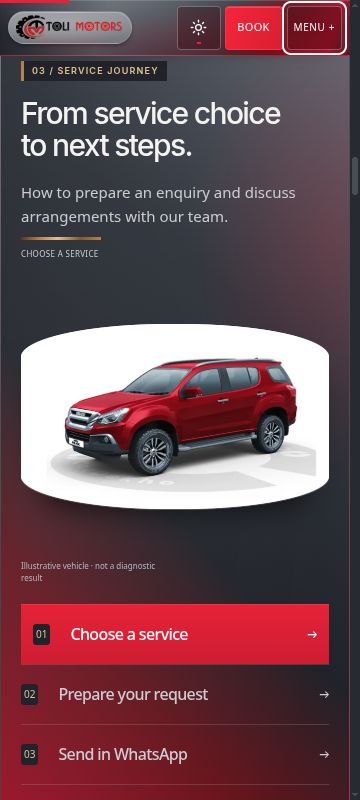 TOLI MOTORS
BOOK
MENU +
03 / SERVICE JOURNEY
From service choice
to next steps.
How to prepare an enquiry and discuss
arrangements with our team.
CHOOSE A SERVICE
Illustrative vehicle · not a diagnostic
result
01 Choose a service →
02 Prepare your request →
03 Send in WhatsApp →